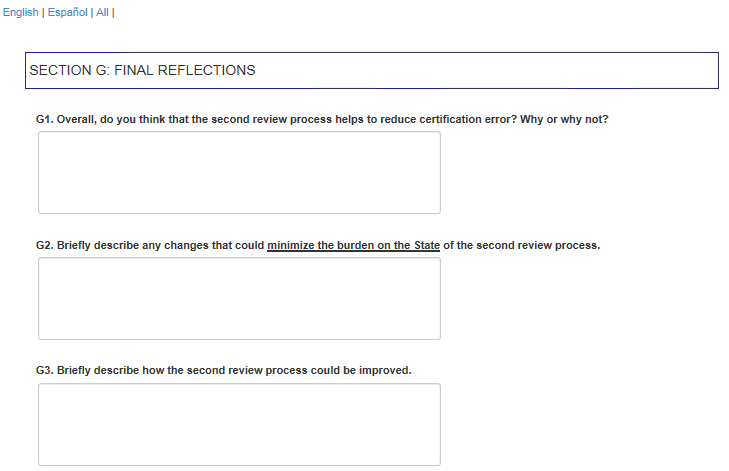 English | Español | All |
SECTION G: FINAL REFLECTIONS
G1. Overall, do you think that the second review process helps to reduce certification error? Why or why not?
G2. Briefly describe any changes that could minimize the burden on the State of the second review process.
G3. Briefly describe how the second review process could be improved.